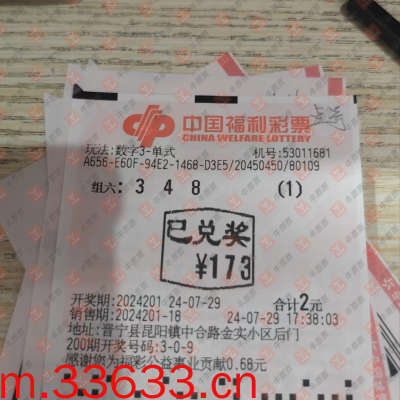 中国福利彩票
CHINA WELFARE LOTTERY
玩法:数字3-单式 机号:53011681
A656-E60F-94E2-1468-D3E5/20450450/80109
组六: 3 4 8 (1)
已兑奖
¥173
开奖期:2024201 24-07-29 合计2元
销售期:2024201-18 24-07-29 17:38:03
地址:晋宁县昆阳镇中合路金实小区后门
200期开奖号码:3-0-9
感谢您为福彩公益事业贡献0.68元
m.33633.cn